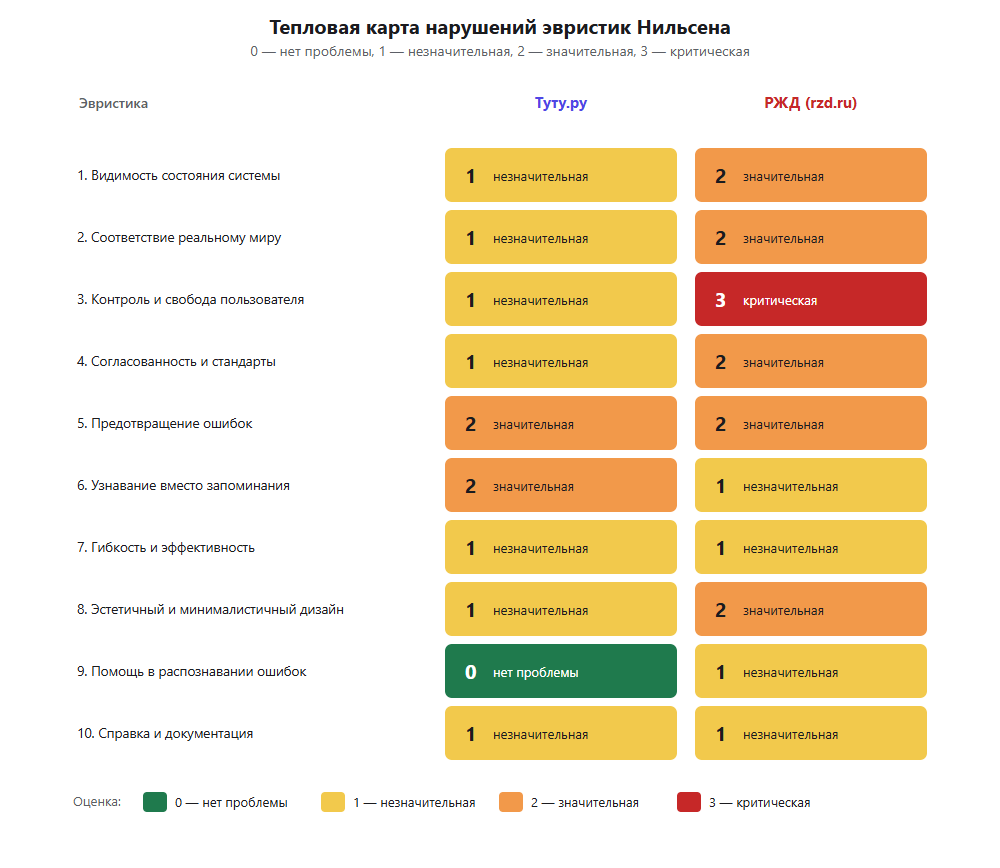 Тепловая карта нарушений эвристик Нильсена
0 — нет проблемы, 1 — незначительная, 2 — значительная, 3 — критическая
Эвристика Туту.ру РЖД (rzd.ru)
1. Видимость состояния системы 1 незначительная 2 значительная
2. Соответствие реальному миру 1 незначительная 2 значительная
3. Контроль и свобода пользователя 1 незначительная 3 критическая
4. Согласованность и стандарты 1 незначительная 2 значительная
5. Предотвращение ошибок 2 значительная 2 значительная
6. Узнавание вместо запоминания 2 значительная 1 незначительная
7. Гибкость и эффективность 1 незначительная 1 незначительная
8. Эстетичный и минималистичный дизайн 1 незначительная 2 значительная
9. Помощь в распознавании ошибок 0 нет проблемы 1 незначительная
10. Справка и документация 1 незначительная 1 незначительная
Оценка: 0 — нет проблемы 1 — незначительная 2 — значительная 3 — критическая